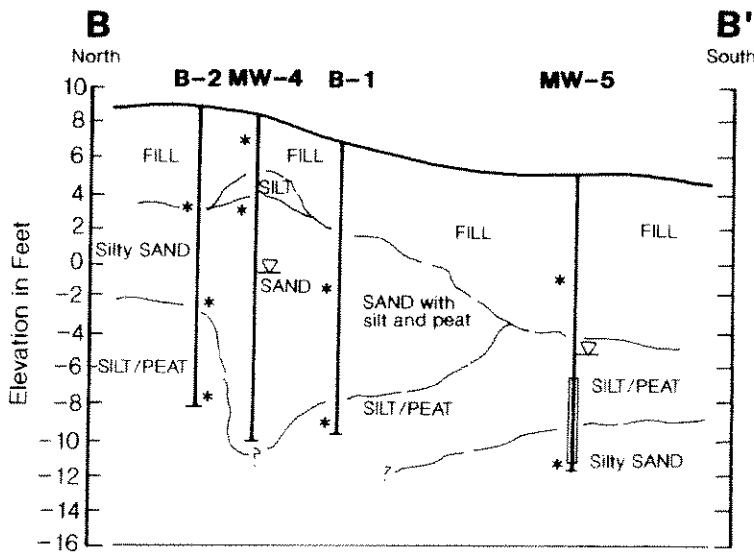 B B'
North South
B-2 MW-4 B-1 MW-5
10
8
6
4
2
0
-2
-4
-6
-8
-10
-12
-14
-16
Elevation in Feet
* FILL FILL
SILT
* *
FILL FILL
Silty SAND
SAND * *
SAND with
silt and peat
*
SILT/PEAT SILT/PEAT
* SILT/PEAT
*
? ? * Silty SAND